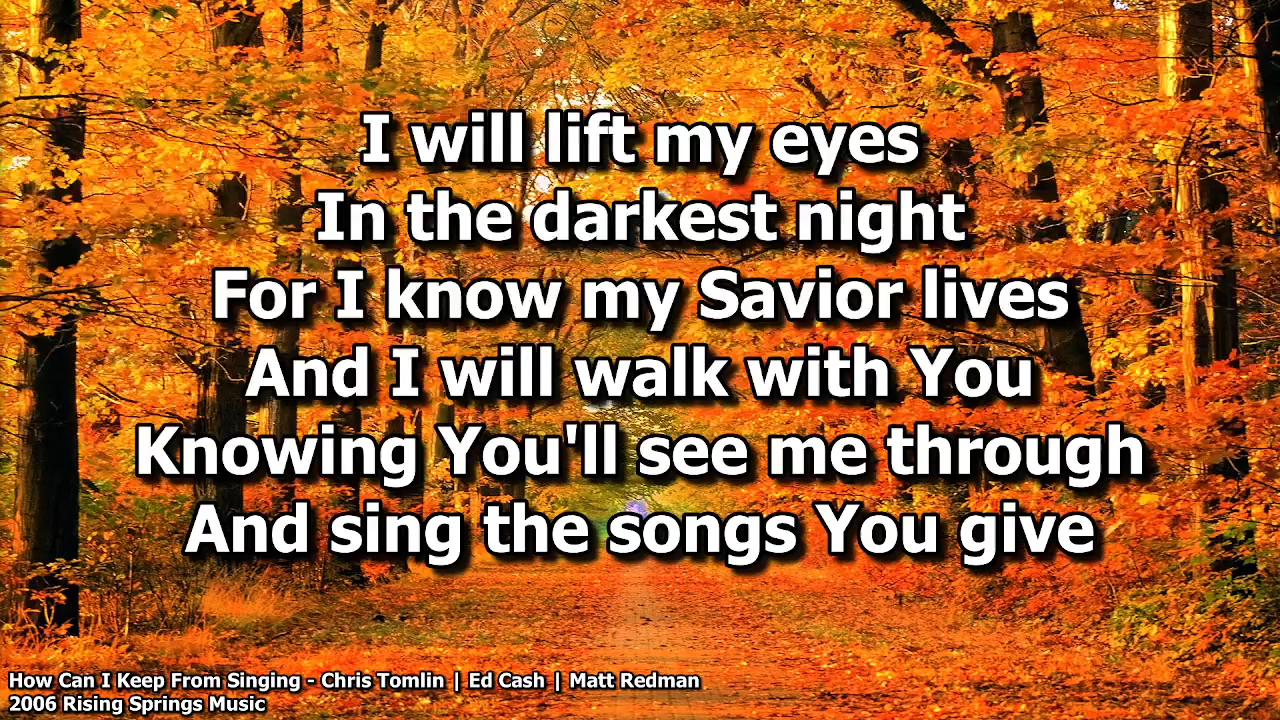 I will lift my eyes
In the darkest night
For I know my Savior lives
And I will walk with You
Knowing You'll see me through
And sing the songs You give
How Can I Keep From Singing - Chris Tomlin | Ed Cash | Matt Redman
2006 Rising Springs Music